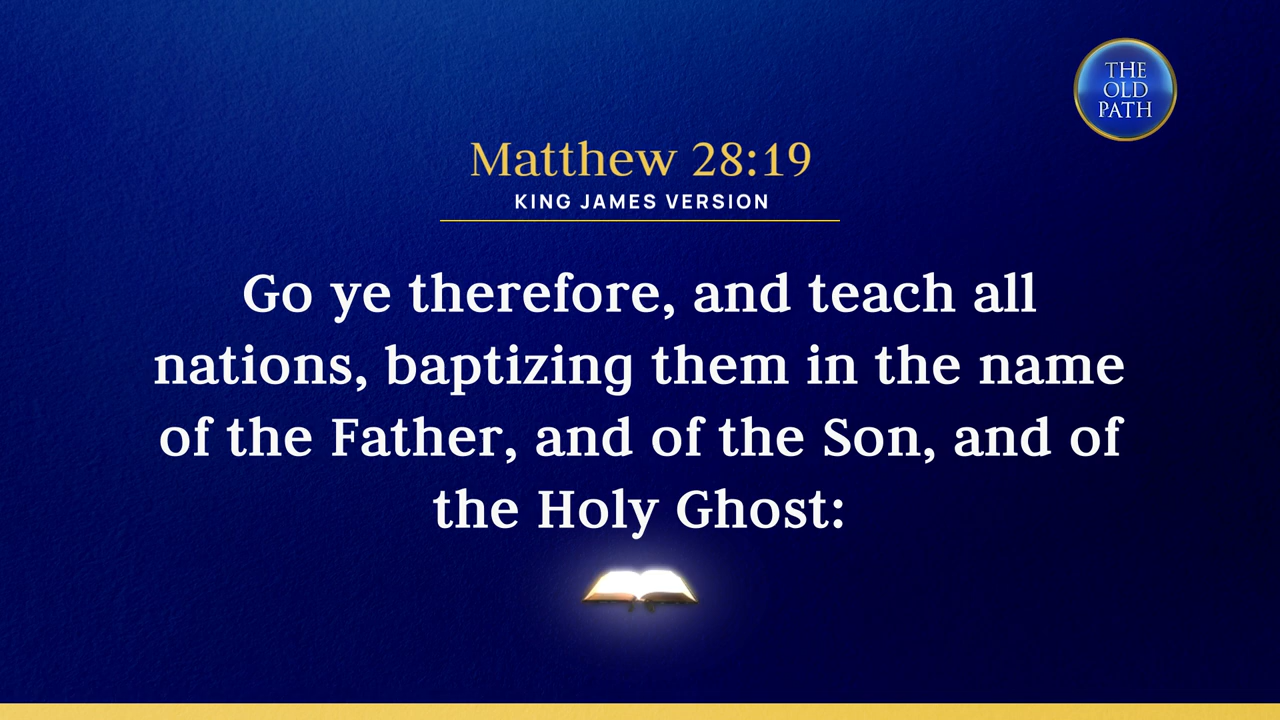 THE
OLD
PATH
Matthew 28:19
KING JAMES VERSION
Go ye therefore, and teach all
nations, baptizing them in the name
of the Father, and of the Son, and of
the Holy Ghost: